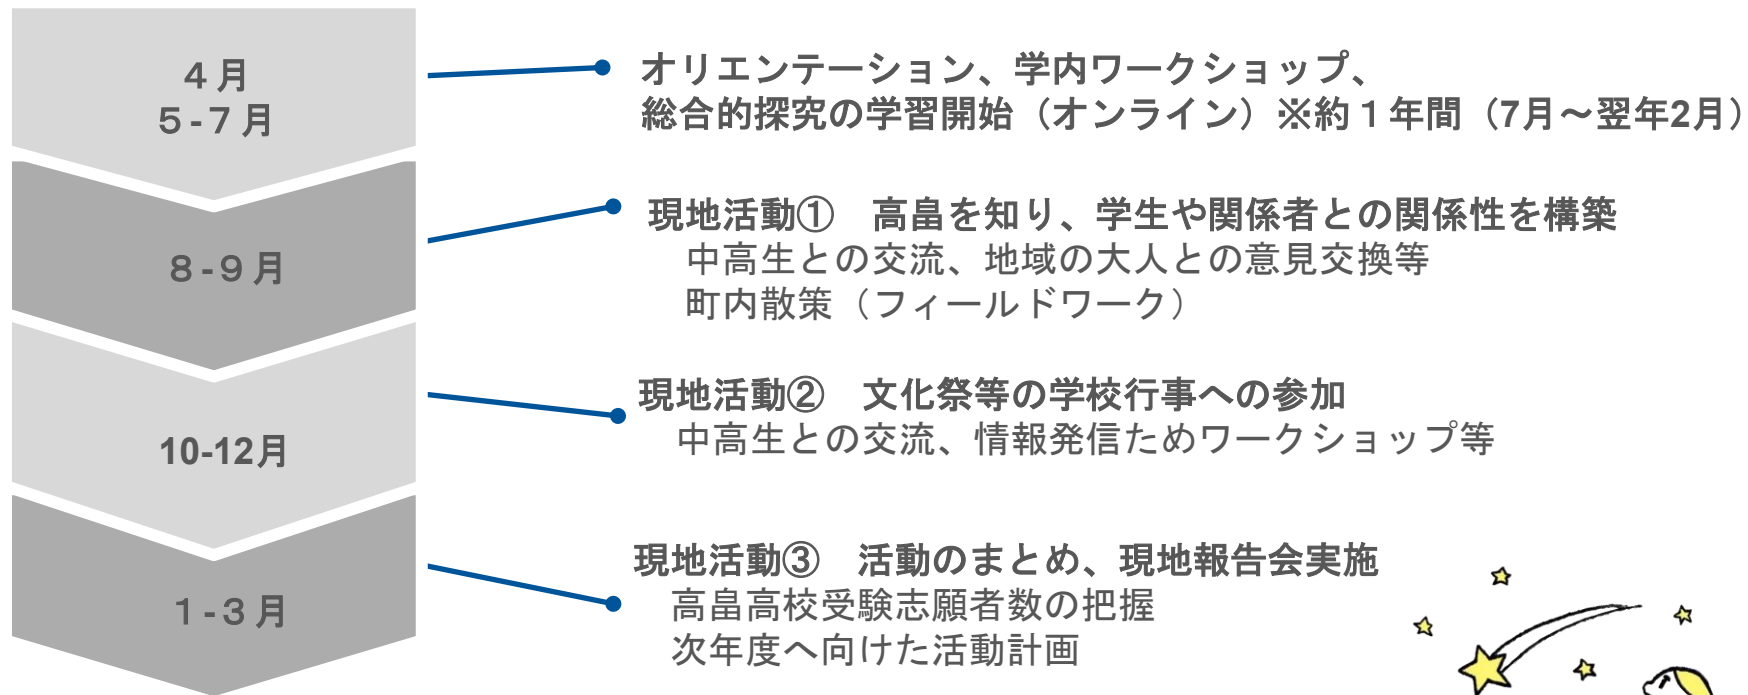 ４月
５-７月
オリエンテーション、学内ワークショップ、
総合的探究の学習開始（オンライン）※約１年間（7月～翌年2月）
８-９月
現地活動①　高畠を知り、学生や関係者との関係性を構築
中高生との交流、地域の大人との意見交換等
町内散策（フィールドワーク）
10-12月
現地活動②　文化祭等の学校行事への参加
中高生との交流、情報発信ためワークショップ等
１-３月
現地活動③　活動のまとめ、現地報告会実施
高畠高校受験志願者数の把握
次年度へ向けた活動計画